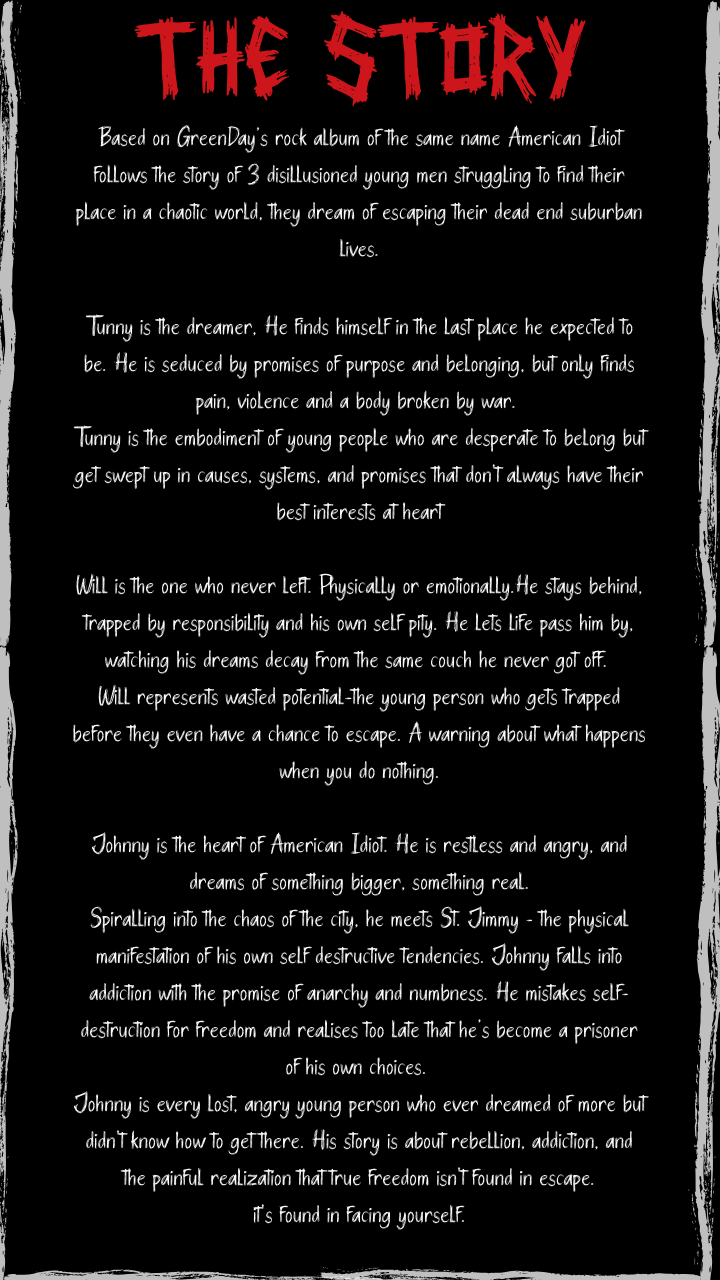 THE STORY
Based on GreenDay's rock album of the same name American Idiot
follows the story of 3 disillusioned young men struggling to find their
place in a chaotic world, they dream of escaping their dead end suburban
lives.
Tunny is the dreamer, He finds himself in the last place he expected to
be. He is seduced by promises of purpose and belonging, but only finds
pain, violence and a body broken by war.
Tunny is the embodiment of young people who are desperate to belong but
get swept up in causes, systems, and promises that don't always have their
best interests at heart
Will is the one who never left. Physically or emotionally.He stays behind,
trapped by responsibility and his own self pity. He lets life pass him by,
watching his dreams decay from the same couch he never got off.
Will represents wasted potential-the young person who gets trapped
before they even have a chance to escape. A warning about what happens
when you do nothing.
Johnny is the heart of American Idiot. He is restless and angry, and
dreams of something bigger, something real.
Spiralling into the chaos of the city, he meets St. Jimmy - the physical
manifestation of his own self destructive tendencies. Johnny falls into
addiction with the promise of anarchy and numbness. He mistakes self-
destruction for freedom and realises too late that he's become a prisoner
of his own choices.
Johnny is every lost, angry young person who ever dreamed of more but
didn't know how to get there. His story is about rebellion, addiction, and
the painful realization that true freedom isn't found in escape.
it's found in facing yourself.